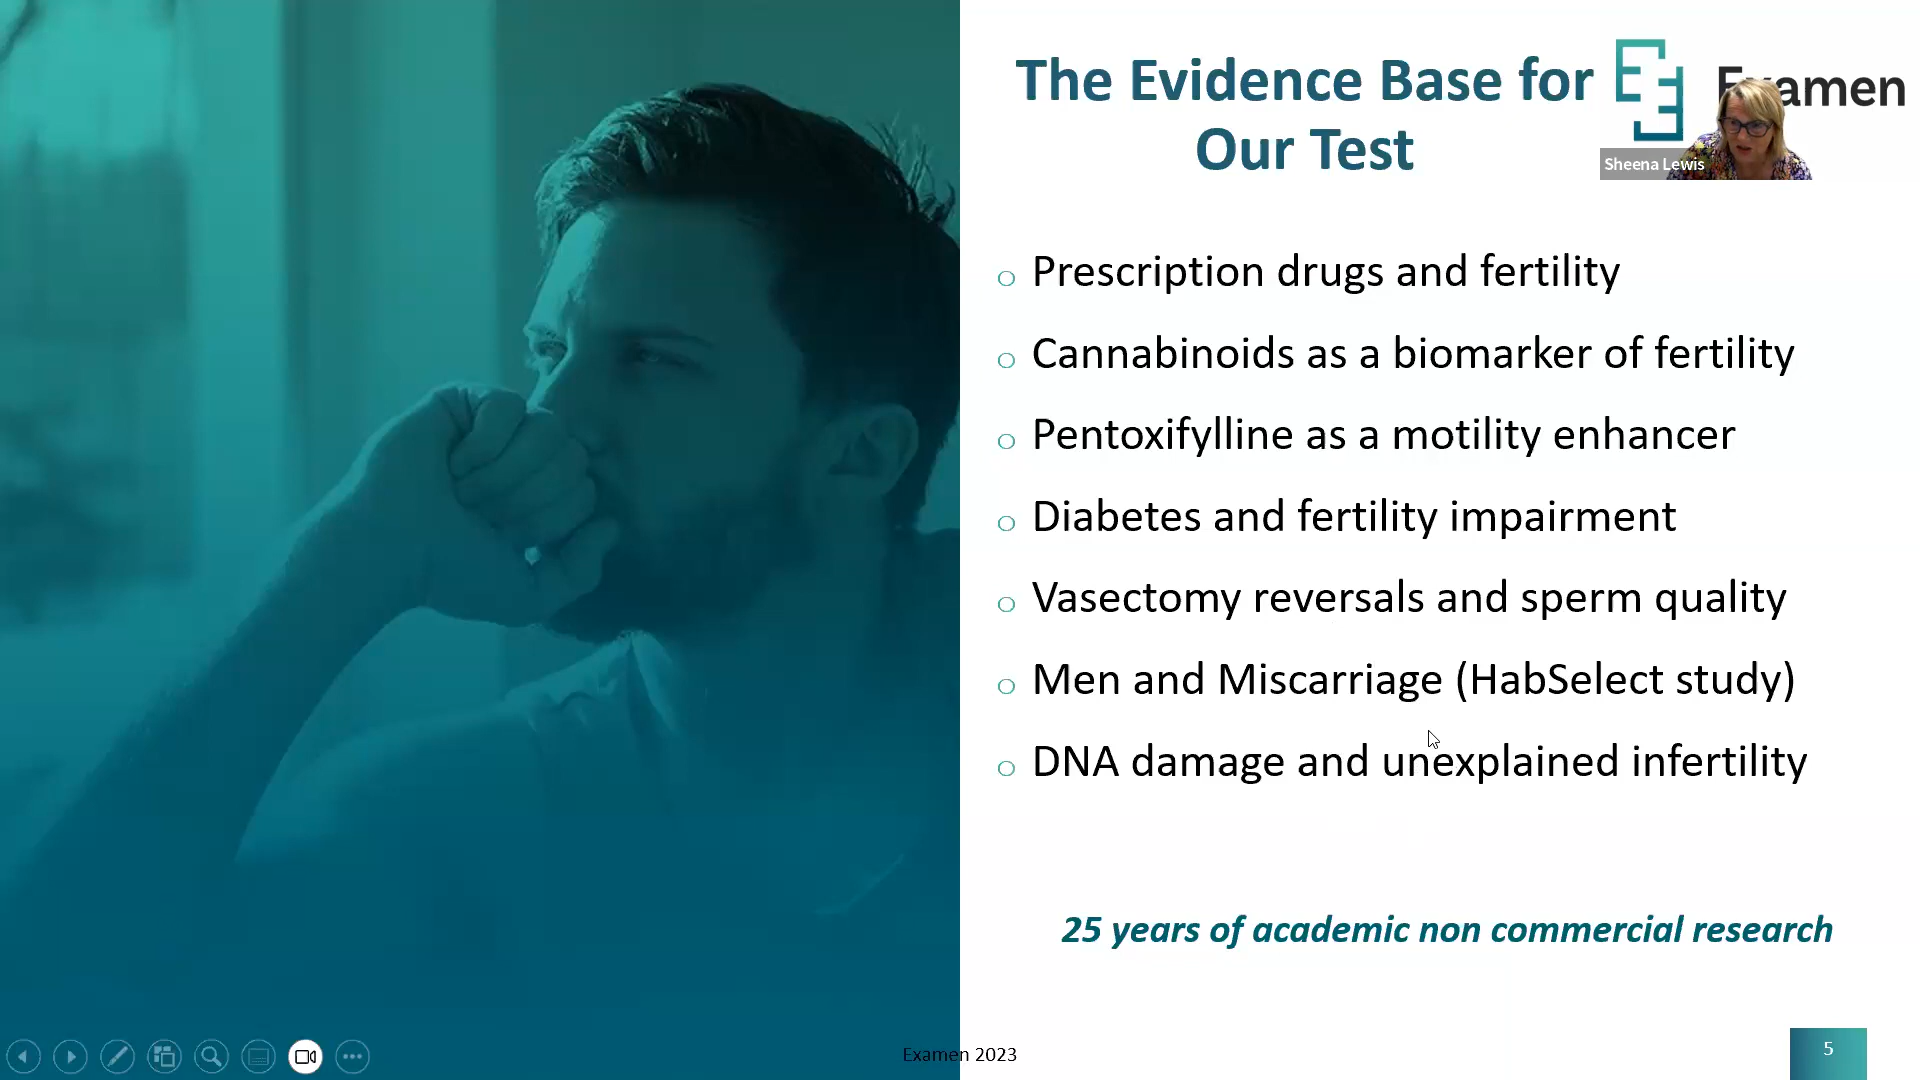 The Evidence Base for
Our Test
Examen
Sheena Lewis
o Prescription drugs and fertility
o Cannabinoids as a biomarker of fertility
o Pentoxifylline as a motility enhancer
o Diabetes and fertility impairment
o Vasectomy reversals and sperm quality
o Men and Miscarriage (HabSelect study)
o DNA damage and unexplained infertility
25 years of academic non commercial research
Examen 2023
5